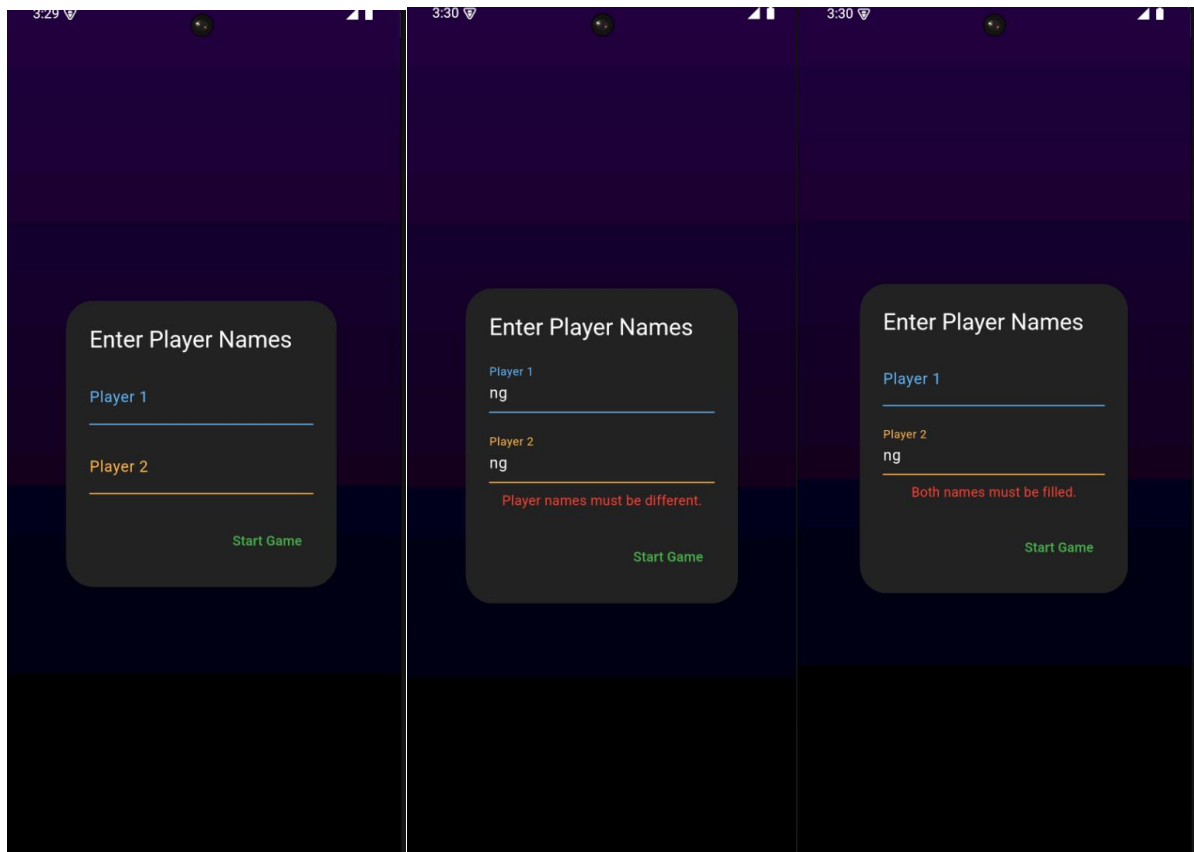 3:29
Enter Player Names
Player 1
Player 2
Start Game
3:30
Enter Player Names
Player 1
ng
Player 2
ng
Player names must be different.
Start Game
3:30
Enter Player Names
Player 1
Player 2
ng
Both names must be filled.
Start Game